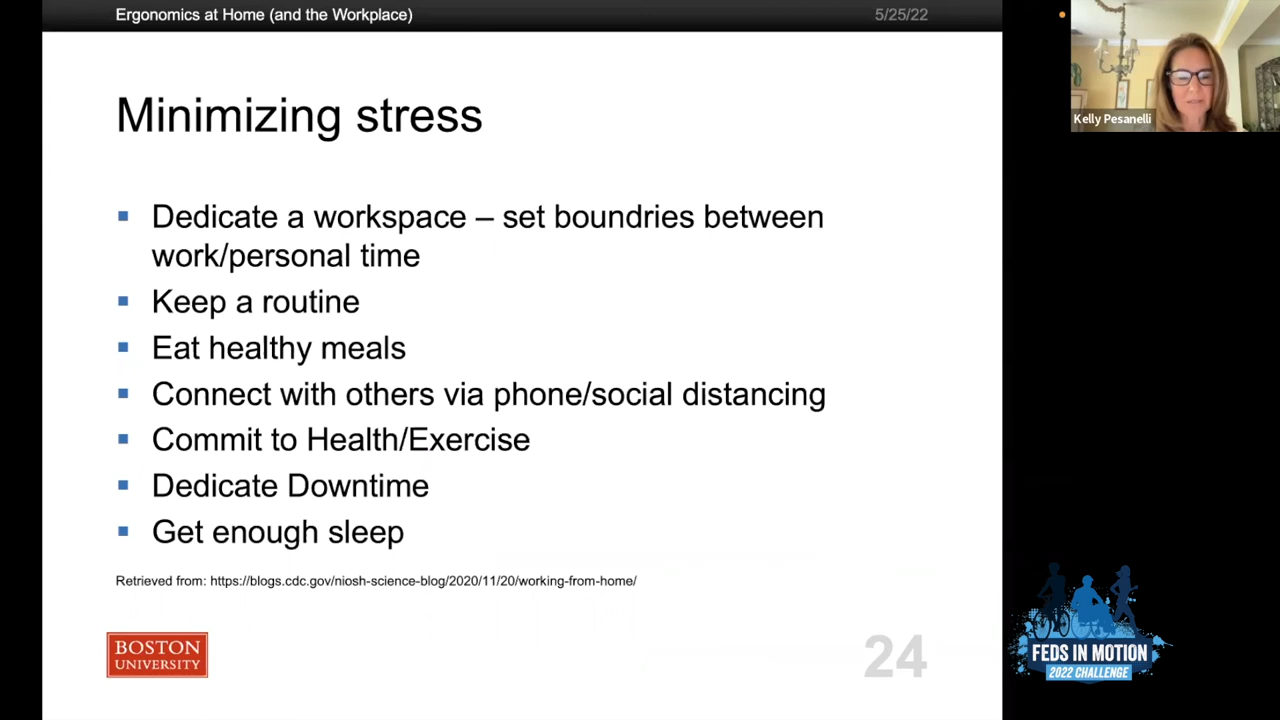 Ergonomics at Home (and the Workplace)
5/25/22
Minimizing stress
▪ Dedicate a workspace – set boundries between
work/personal time
▪ Keep a routine
▪ Eat healthy meals
▪ Connect with others via phone/social distancing
▪ Commit to Health/Exercise
▪ Dedicate Downtime
▪ Get enough sleep
Retrieved from: https://blogs.cdc.gov/niosh-science-blog/2020/11/20/working-from-home/
BOSTON
UNIVERSITY
24
Kelly Pesanelli
FEDS IN MOTION
2022 CHALLENGE